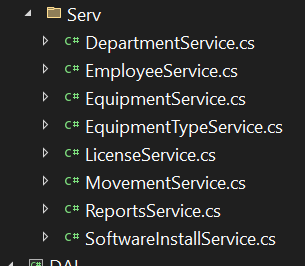 Serv
C# DepartmentService.cs
C# EmployeeService.cs
C# EquipmentService.cs
C# EquipmentTypeService.cs
C# LicenseService.cs
C# MovementService.cs
C# ReportsService.cs
C# SoftwareInstallService.cs